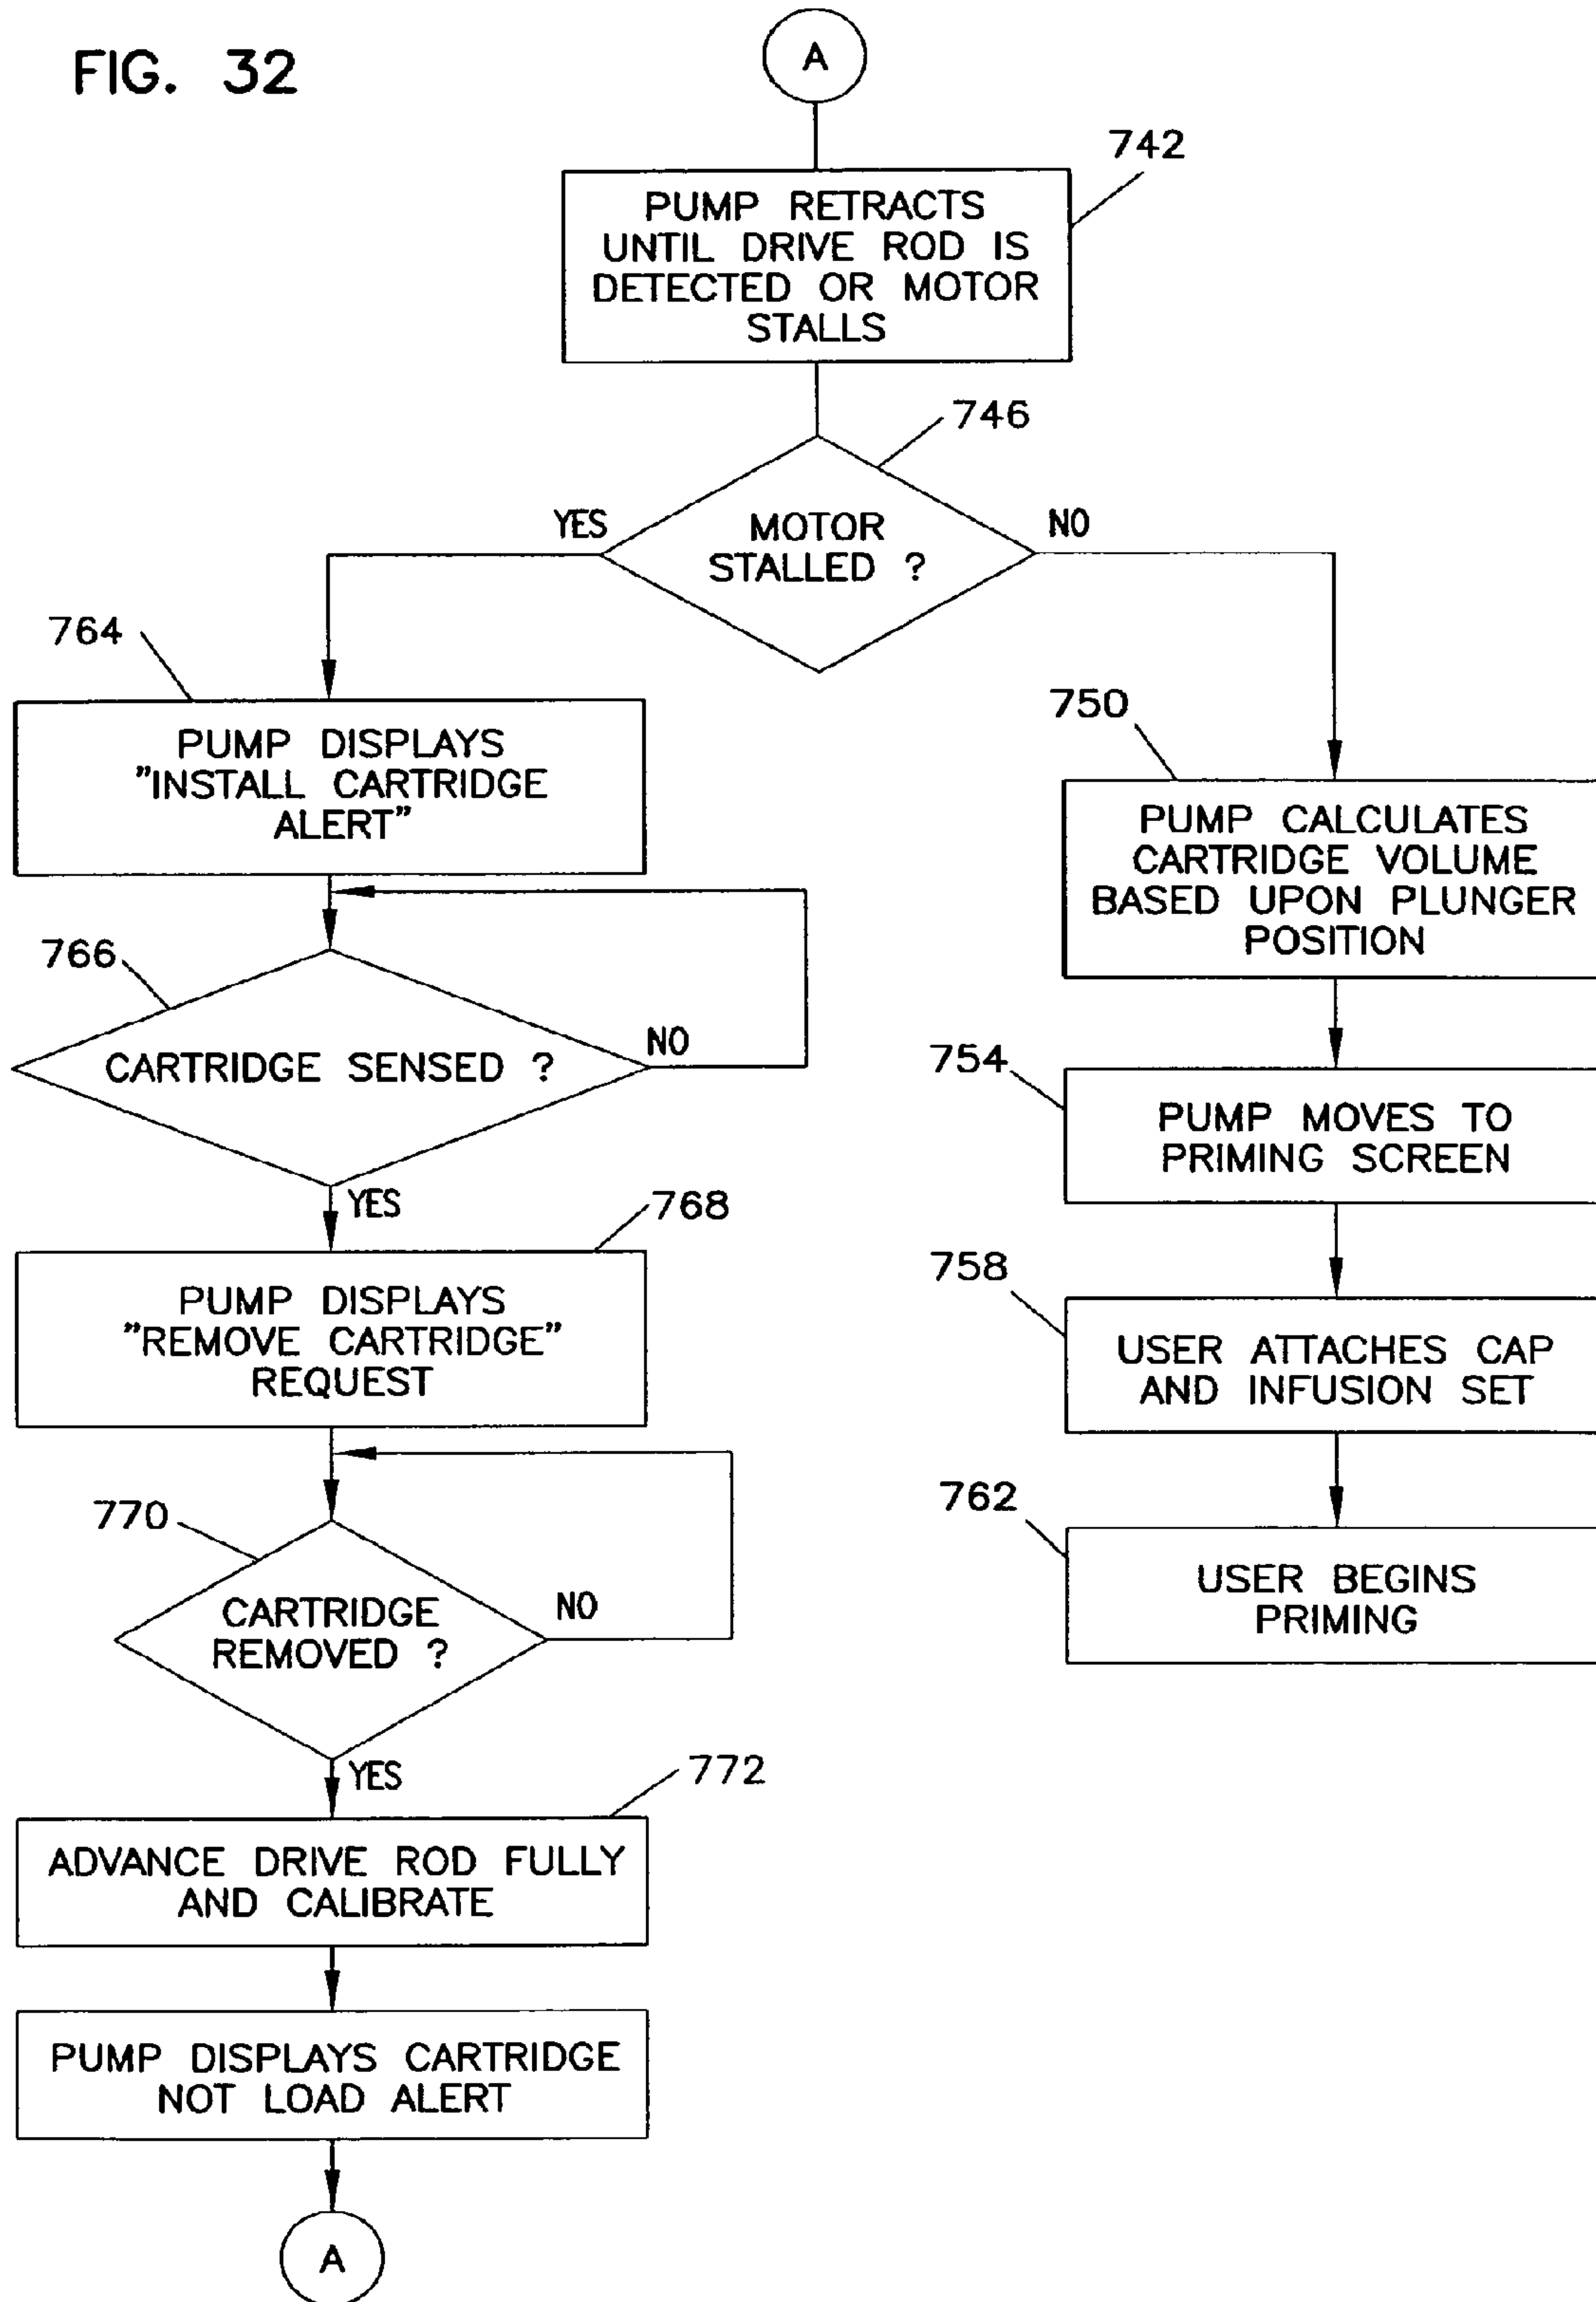 FIG. 32
A
742
PUMP RETRACTS
UNTIL DRIVE ROD IS
DETECTED OR MOTOR
STALLS
746
MOTOR
STALLED ?
YES
NO
764
PUMP DISPLAYS
"INSTALL CARTRIDGE
ALERT"
766
CARTRIDGE SENSED ?
NO
YES
768
PUMP DISPLAYS
"REMOVE CARTRIDGE"
REQUEST
770
CARTRIDGE
REMOVED ?
NO
YES
772
ADVANCE DRIVE ROD FULLY
AND CALIBRATE
PUMP DISPLAYS CARTRIDGE
NOT LOAD ALERT
A
750
PUMP CALCULATES
CARTRIDGE VOLUME
BASED UPON PLUNGER
POSITION
754
PUMP MOVES TO
PRIMING SCREEN
758
USER ATTACHES CAP
AND INFUSION SET
762
USER BEGINS
PRIMING